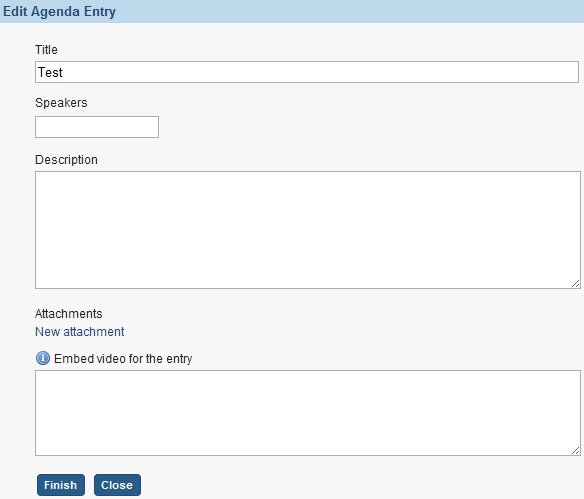 Edit Agenda Entry
Title
Test
Speakers
Description
Attachments
New attachment
Embed video for the entry
Finish Close